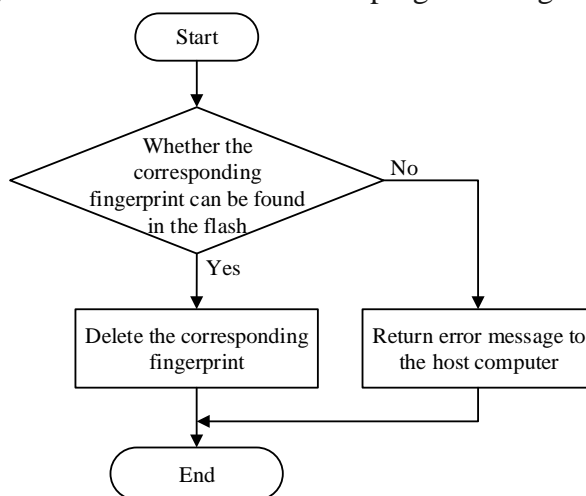 Start
Whether the
corresponding
fingerprint can be found
in the flash
No
Yes
Delete the corresponding
fingerprint
Return error message to
the host computer
End